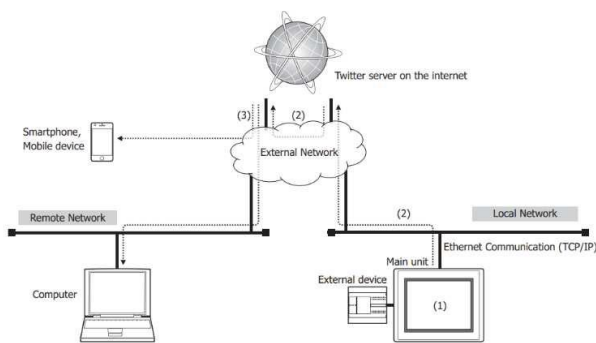 Twitter server on the internet
(3)
(2)
Smartphone,
Mobile device
External Network
Remote Network
(2)
Local Network
Ethernet Communication (TCP/IP)
Main unit
External device
Computer
(1)